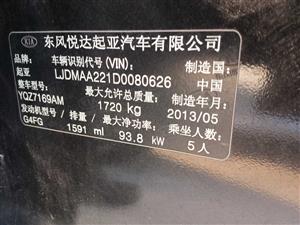 KIA 东风悦达起亚汽车有限公司
品牌: 车辆识别代号(VIN): 制造国:
起亚 LJDMAA221D0080626 中国
整车型号: 最大允许总质量: 制造年月:
YQZ7169AM 1720 kg 2013/05
发动机型号/ 排量/ 最大净功率: 乘坐人数:
G4FG 1591 ml 93.8 kW 5人